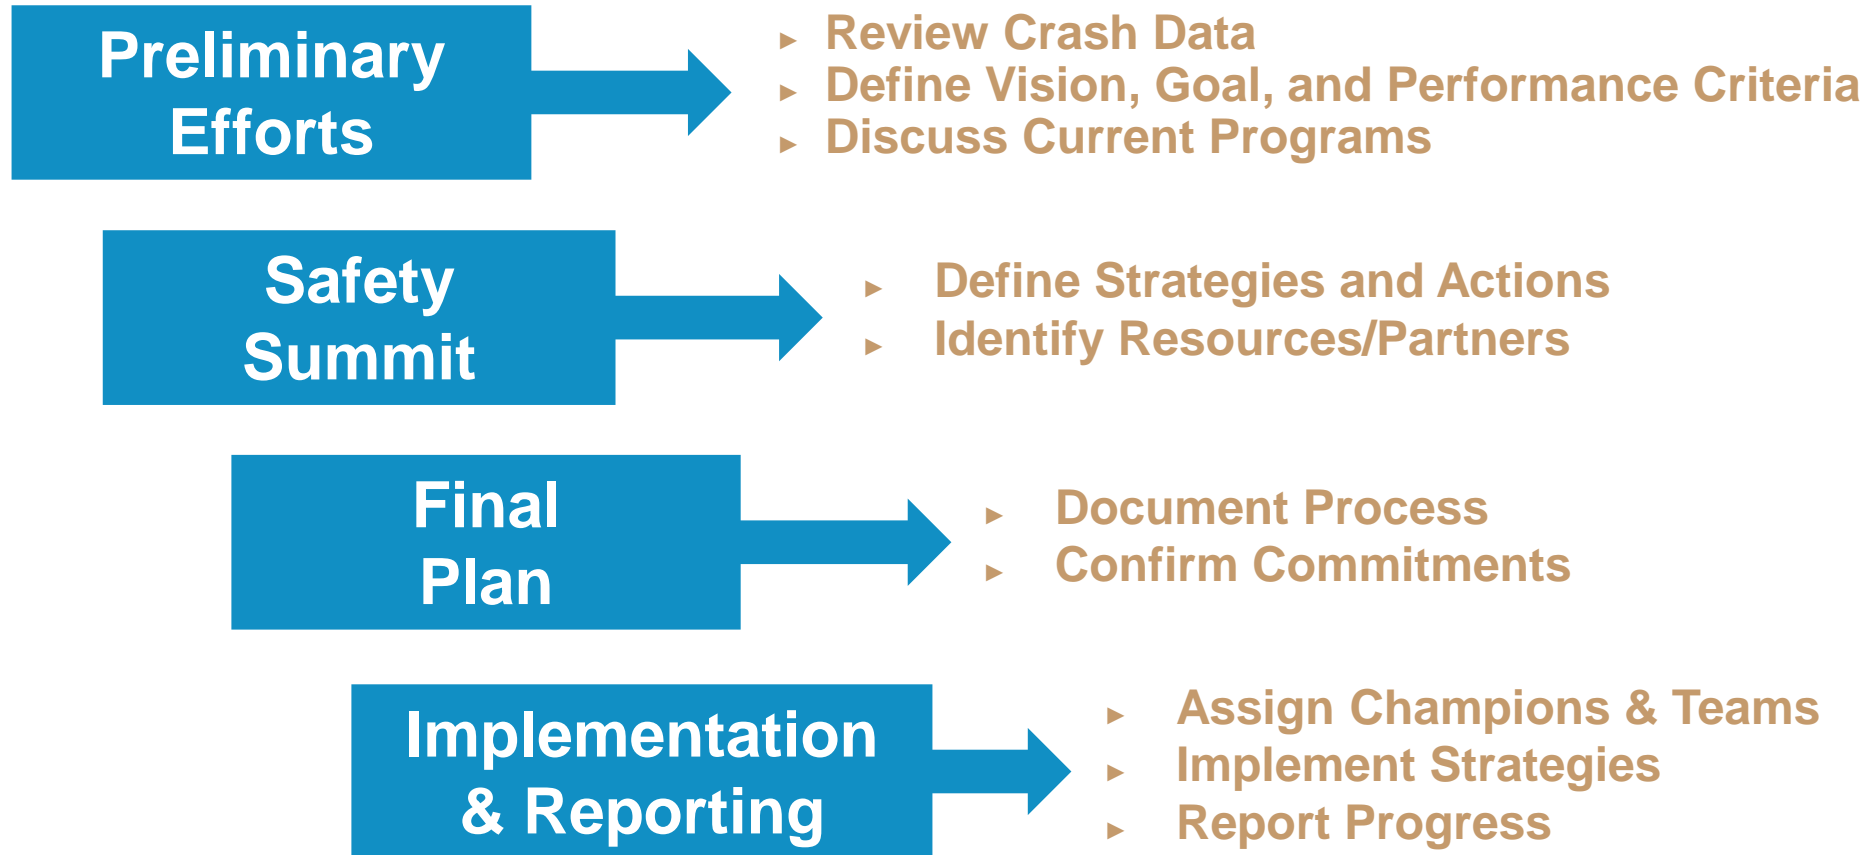 Preliminary
Efforts
► Review Crash Data
► Define Vision, Goal, and Performance Criteria
► Discuss Current Programs
Safety
Summit
► Define Strategies and Actions
► Identify Resources/Partners
Final
Plan
► Document Process
► Confirm Commitments
Implementation
& Reporting
► Assign Champions & Teams
► Implement Strategies
► Report Progress